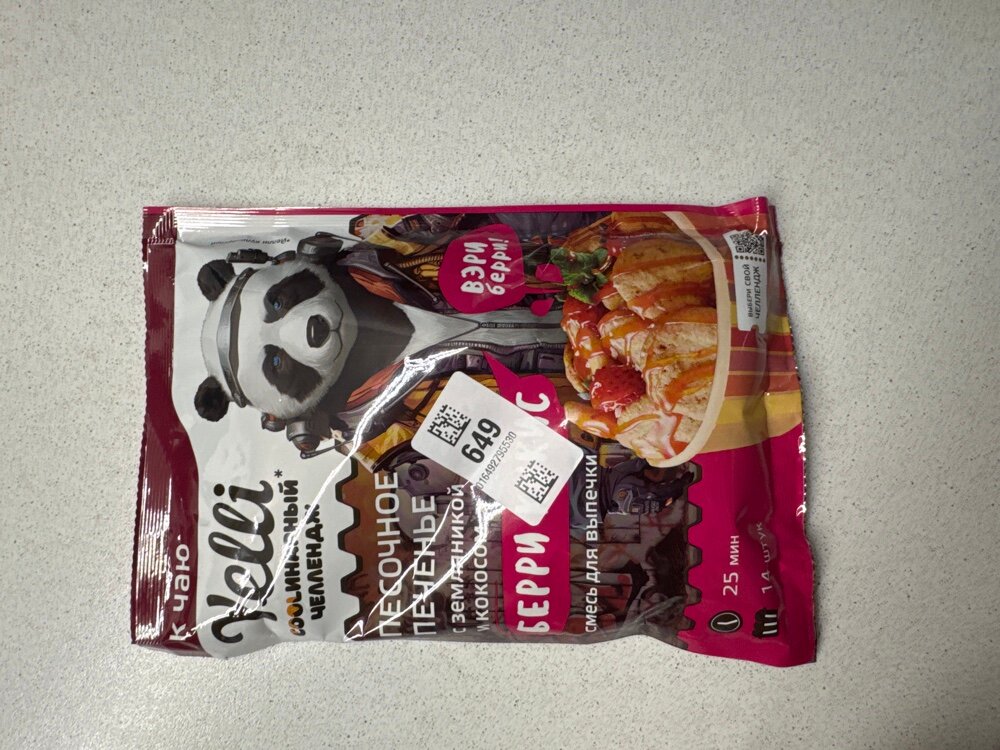 К ЧАЮ
Kelli
COOLИНАРНЫЙ
ЧЕЛЛЕНДЖ*
ПЕСОЧНОЕ
ПЕЧЕНЬЕ
С ЗЕМЛЯНИКОЙ
И КОКОСОМ
БЕРРИ
смесь для выпечки
25 мин
14 штук
ВЭРИ
берри!
ВЫБЕРИ СВОЙ
ЧЕЛЛЕНДЖ
649